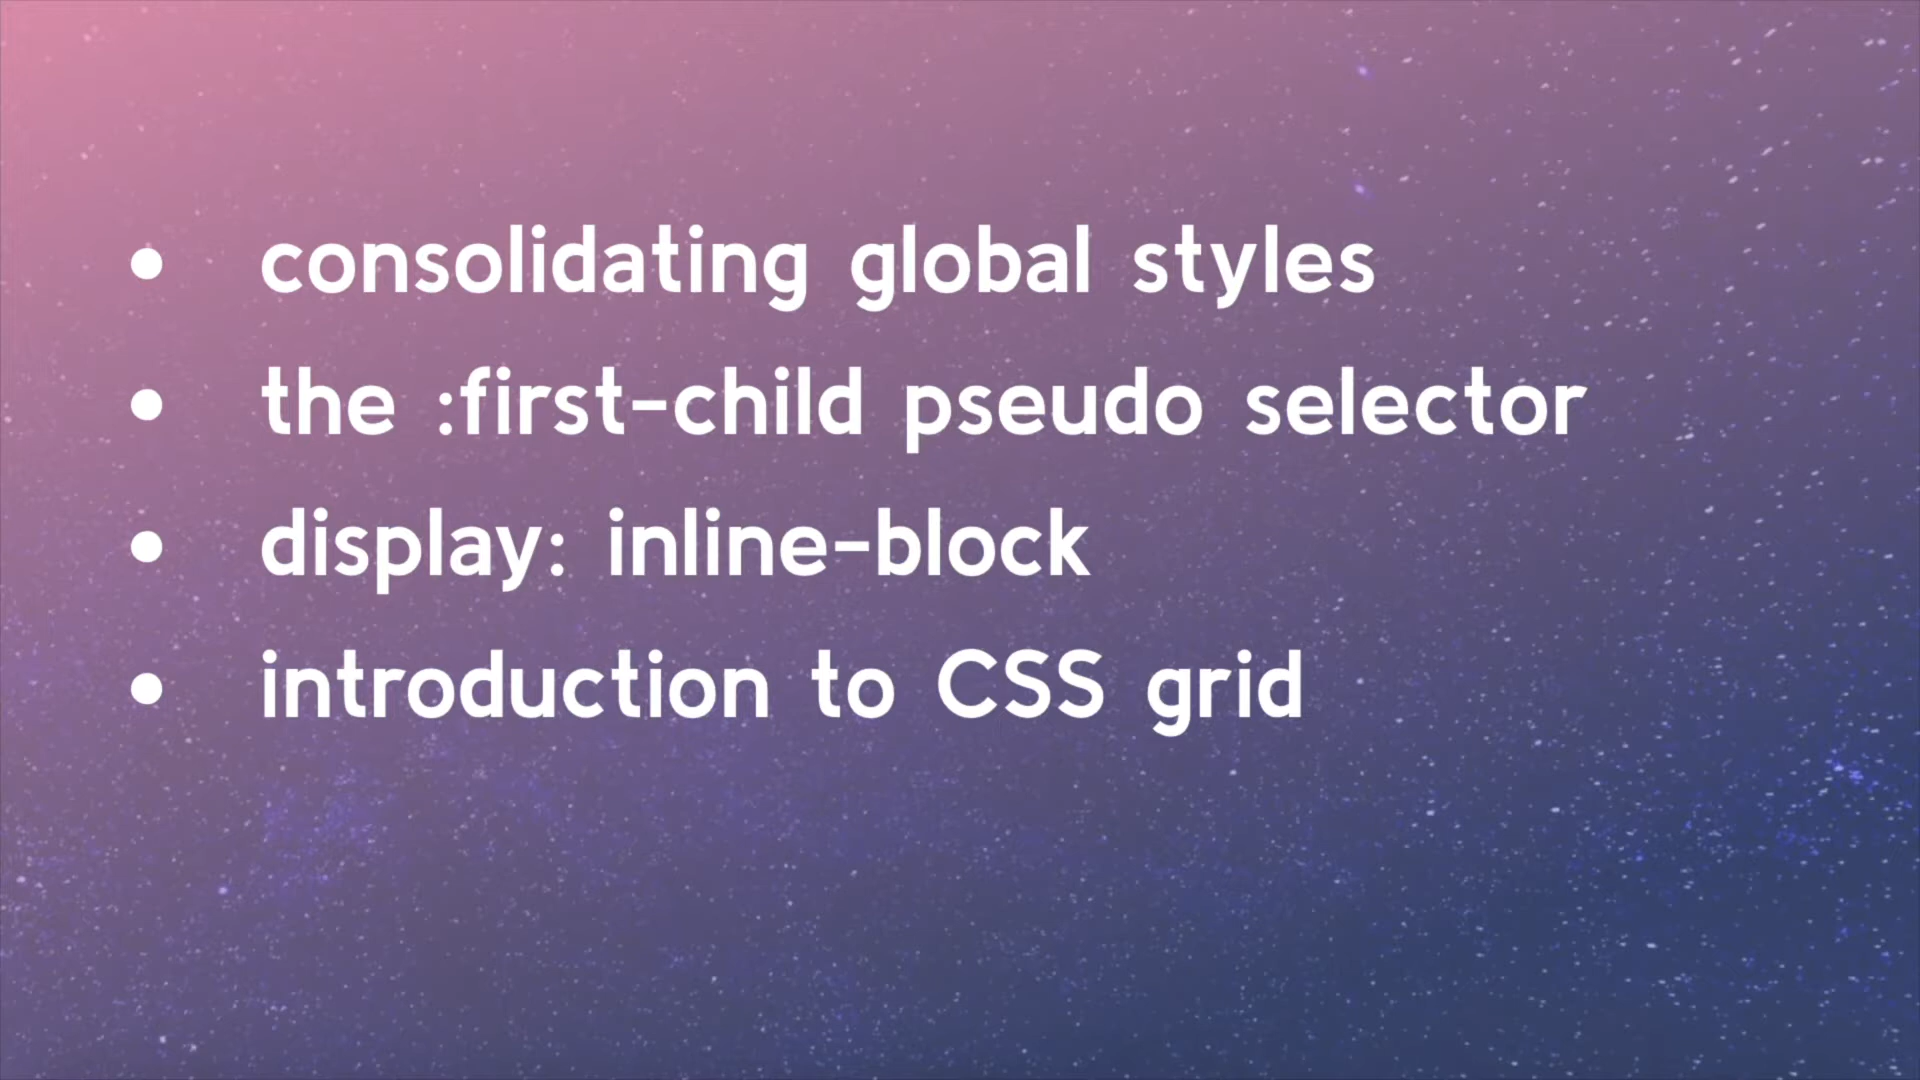 • consolidating global styles
• the :first-child pseudo selector
• display: inline-block
• introduction to CSS grid